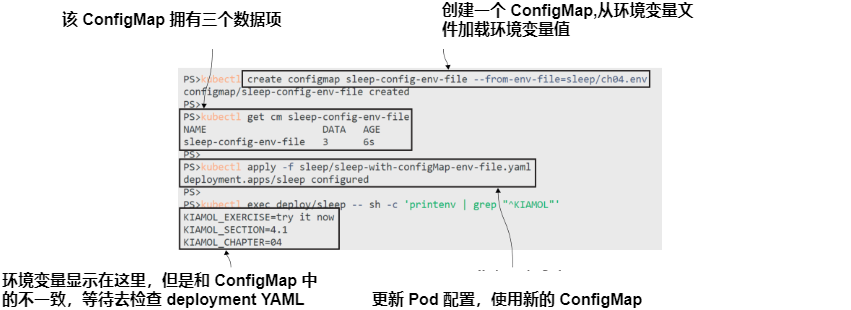 该 ConfigMap 拥有三个数据项
创建一个 ConfigMap,从环境变量文
件加载环境变量值
PS>kubectl create configmap sleep-config-env-file --from-env-file=sleep/ch04.env
configmap/sleep-config-env-file created
PS>
PS>kubectl get cm sleep-config-env-file
NAME DATA AGE
sleep-config-env-file 3 6s
PS>
PS>kubectl apply -f sleep/sleep-with-configMap-env-file.yaml
deployment.apps/sleep configured
PS>
PS>kubectl exec deploy/sleep -- sh -c 'printenv | grep "^KIAMOL"'
KIAMOL_EXERCISE=try it now
KIAMOL_SECTION=4.1
KIAMOL_CHAPTER=04
环境变量显示在这里，但是和 ConfigMap 中
的不一致，等待去检查 deployment YAML
更新 Pod 配置，使用新的 ConfigMap